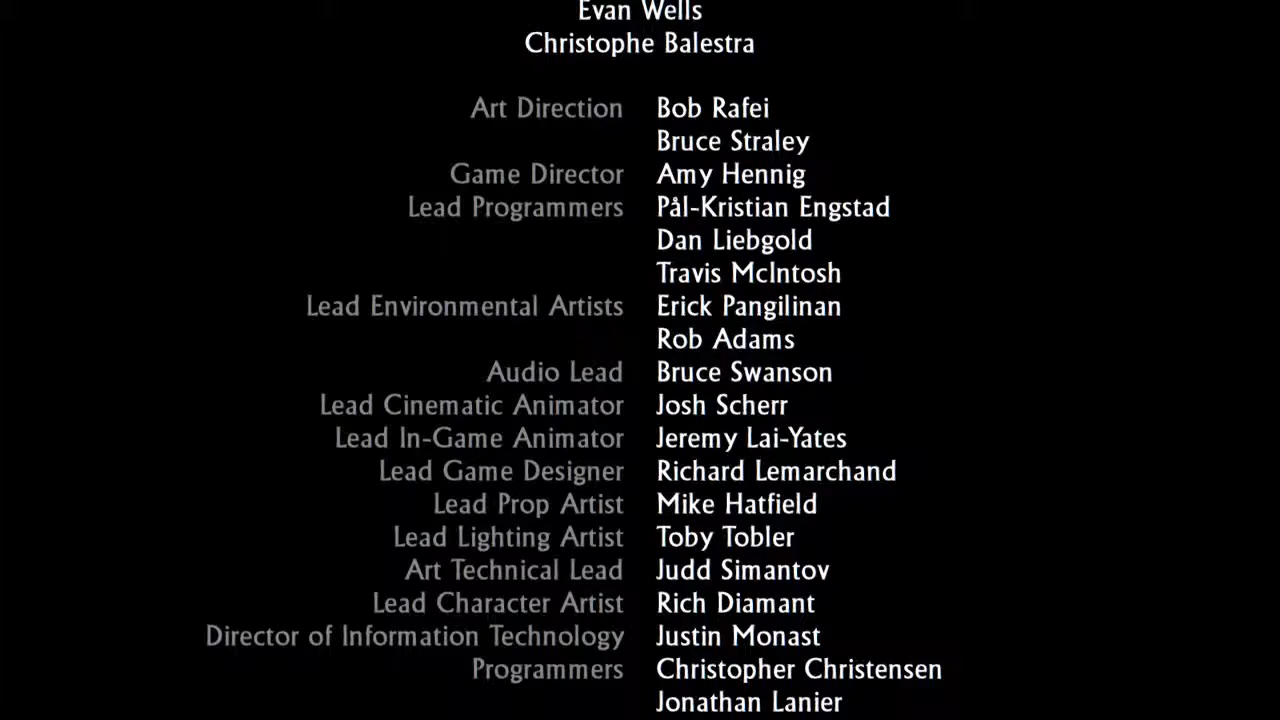 Evan Wells
Christophe Balestra
Art Direction Bob Rafei
Bruce Straley
Game Director Amy Hennig
Lead Programmers Pål-Kristian Engstad
Dan Liebgold
Travis McIntosh
Lead Environmental Artists Erick Pangilinan
Rob Adams
Audio Lead Bruce Swanson
Lead Cinematic Animator Josh Scherr
Lead In-Game Animator Jeremy Lai-Yates
Lead Game Designer Richard Lemarchand
Lead Prop Artist Mike Hatfield
Lead Lighting Artist Toby Tobler
Art Technical Lead Judd Simantov
Lead Character Artist Rich Diamant
Director of Information Technology Justin Monast
Programmers Christopher Christensen
Jonathan Lanier